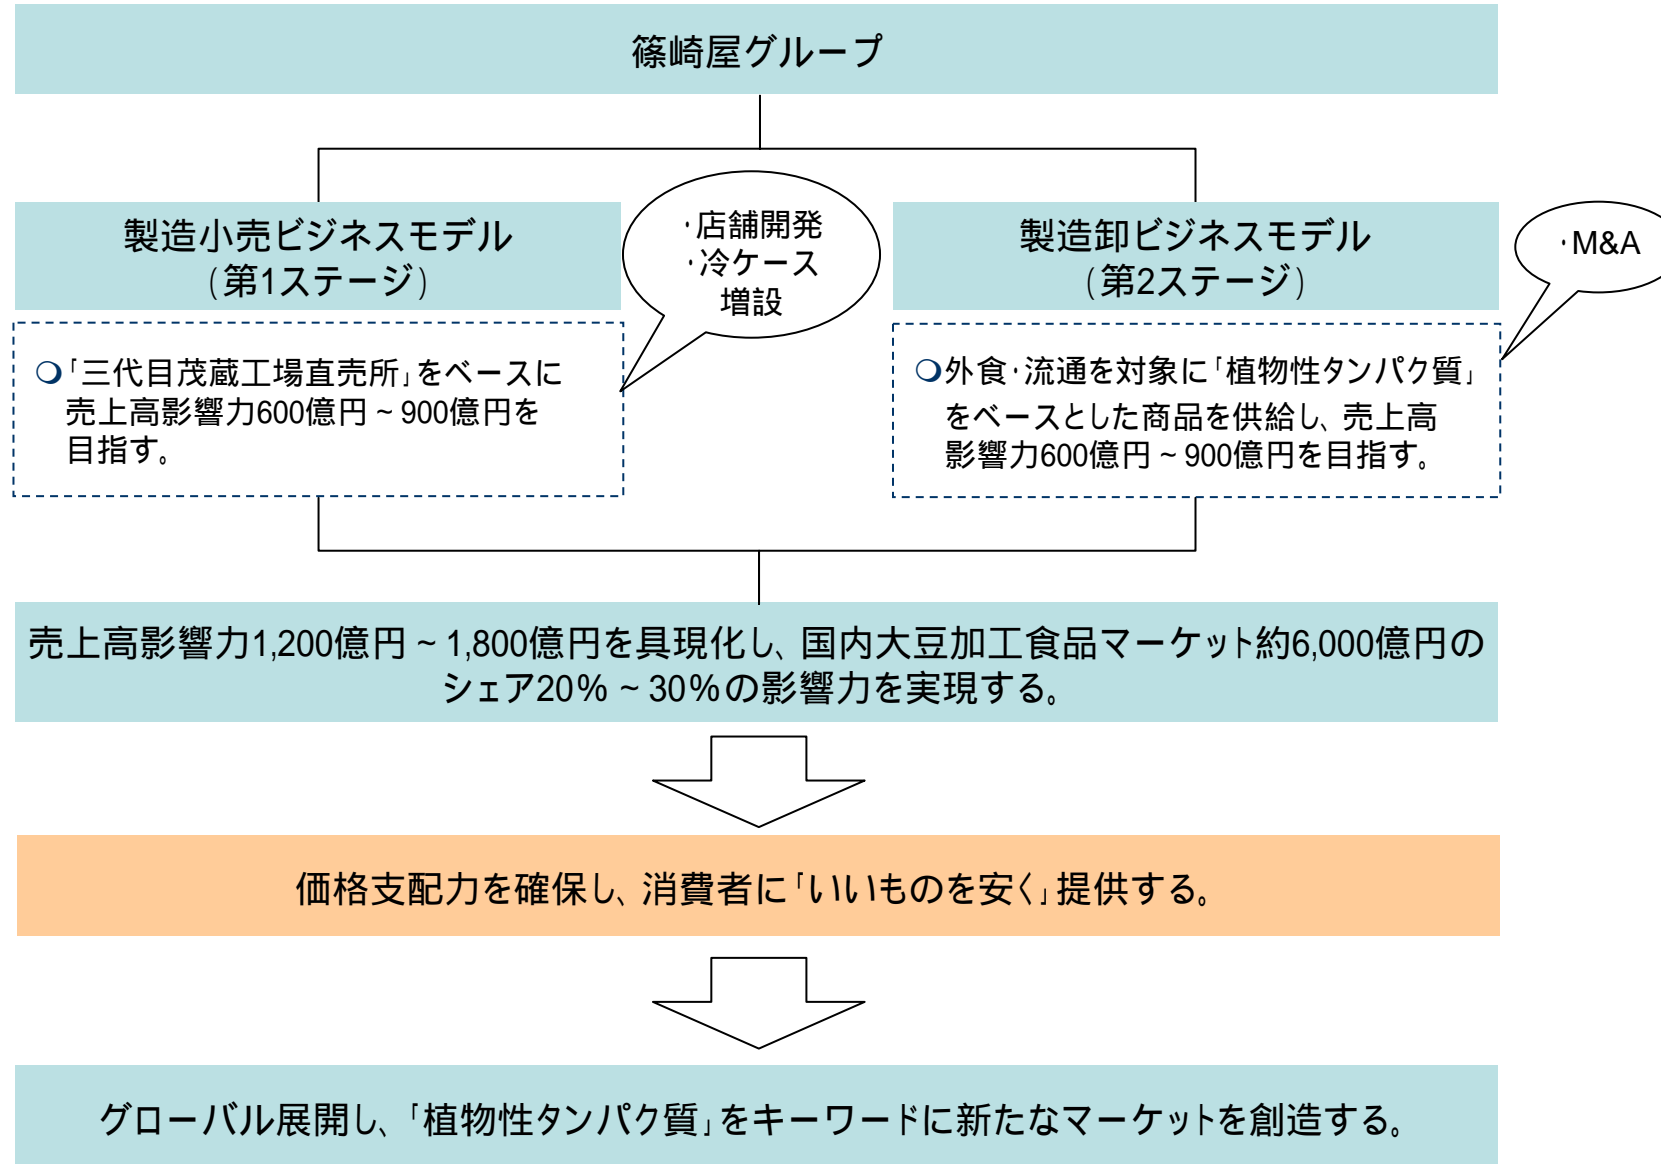 篠崎屋グループ
製造小売ビジネスモデル
(第1ステージ)
・店舗開発
・冷ケース
増設
製造卸ビジネスモデル
(第2ステージ)
・M&A
○「三代目茂蔵工場直売所」をベースに
売上高影響力600億円~900億円を
目指す。
○外食・流通を対象に「植物性タンパク質」
をベースとした商品を供給し、売上高
影響力600億円~900億円を目指す。
売上高影響力1,200億円~1,800億円を具現化し、国内大豆加工食品マーケット約6,000億円の
シェア20%~30%の影響力を実現する。
価格支配力を確保し、消費者に「いいものを安く」提供する。
グローバル展開し、「植物性タンパク質」をキーワードに新たなマーケットを創造する。